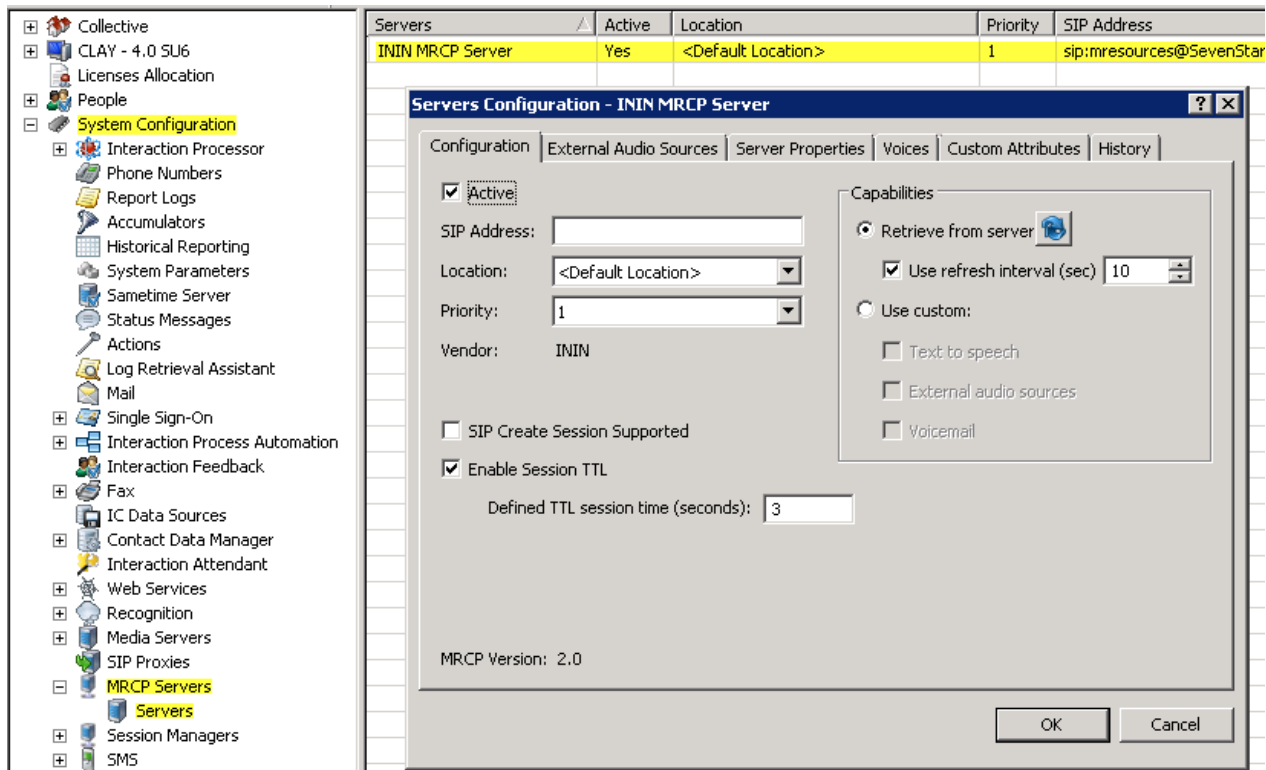 Collective
CLAY - 4.0 SU6
Licenses Allocation
People
System Configuration
Interaction Processor
Phone Numbers
Report Logs
Accumulators
Historical Reporting
System Parameters
Sametime Server
Status Messages
Actions
Log Retrieval Assistant
Mail
Single Sign-On
Interaction Process Automation
Interaction Feedback
Fax
IC Data Sources
Contact Data Manager
Interaction Attendant
Web Services
Recognition
Media Servers
SIP Proxies
MRCP Servers
Servers
Session Managers
SMS
Servers Active Location Priority SIP Address
ININ MRCP Server Yes <Default Location> 1 sip:mresources@SevenStar
Servers Configuration - ININ MRCP Server
Configuration External Audio Sources Server Properties Voices Custom Attributes History
Active
SIP Address:
Location: <Default Location>
Priority: 1
Vendor: ININ
SIP Create Session Supported
Enable Session TTL
Defined TTL session time (seconds): 3
MRCP Version: 2.0
Capabilities
Retrieve from server
Use refresh interval (sec) 10
Use custom:
Text to speech
External audio sources
Voicemail
OK Cancel